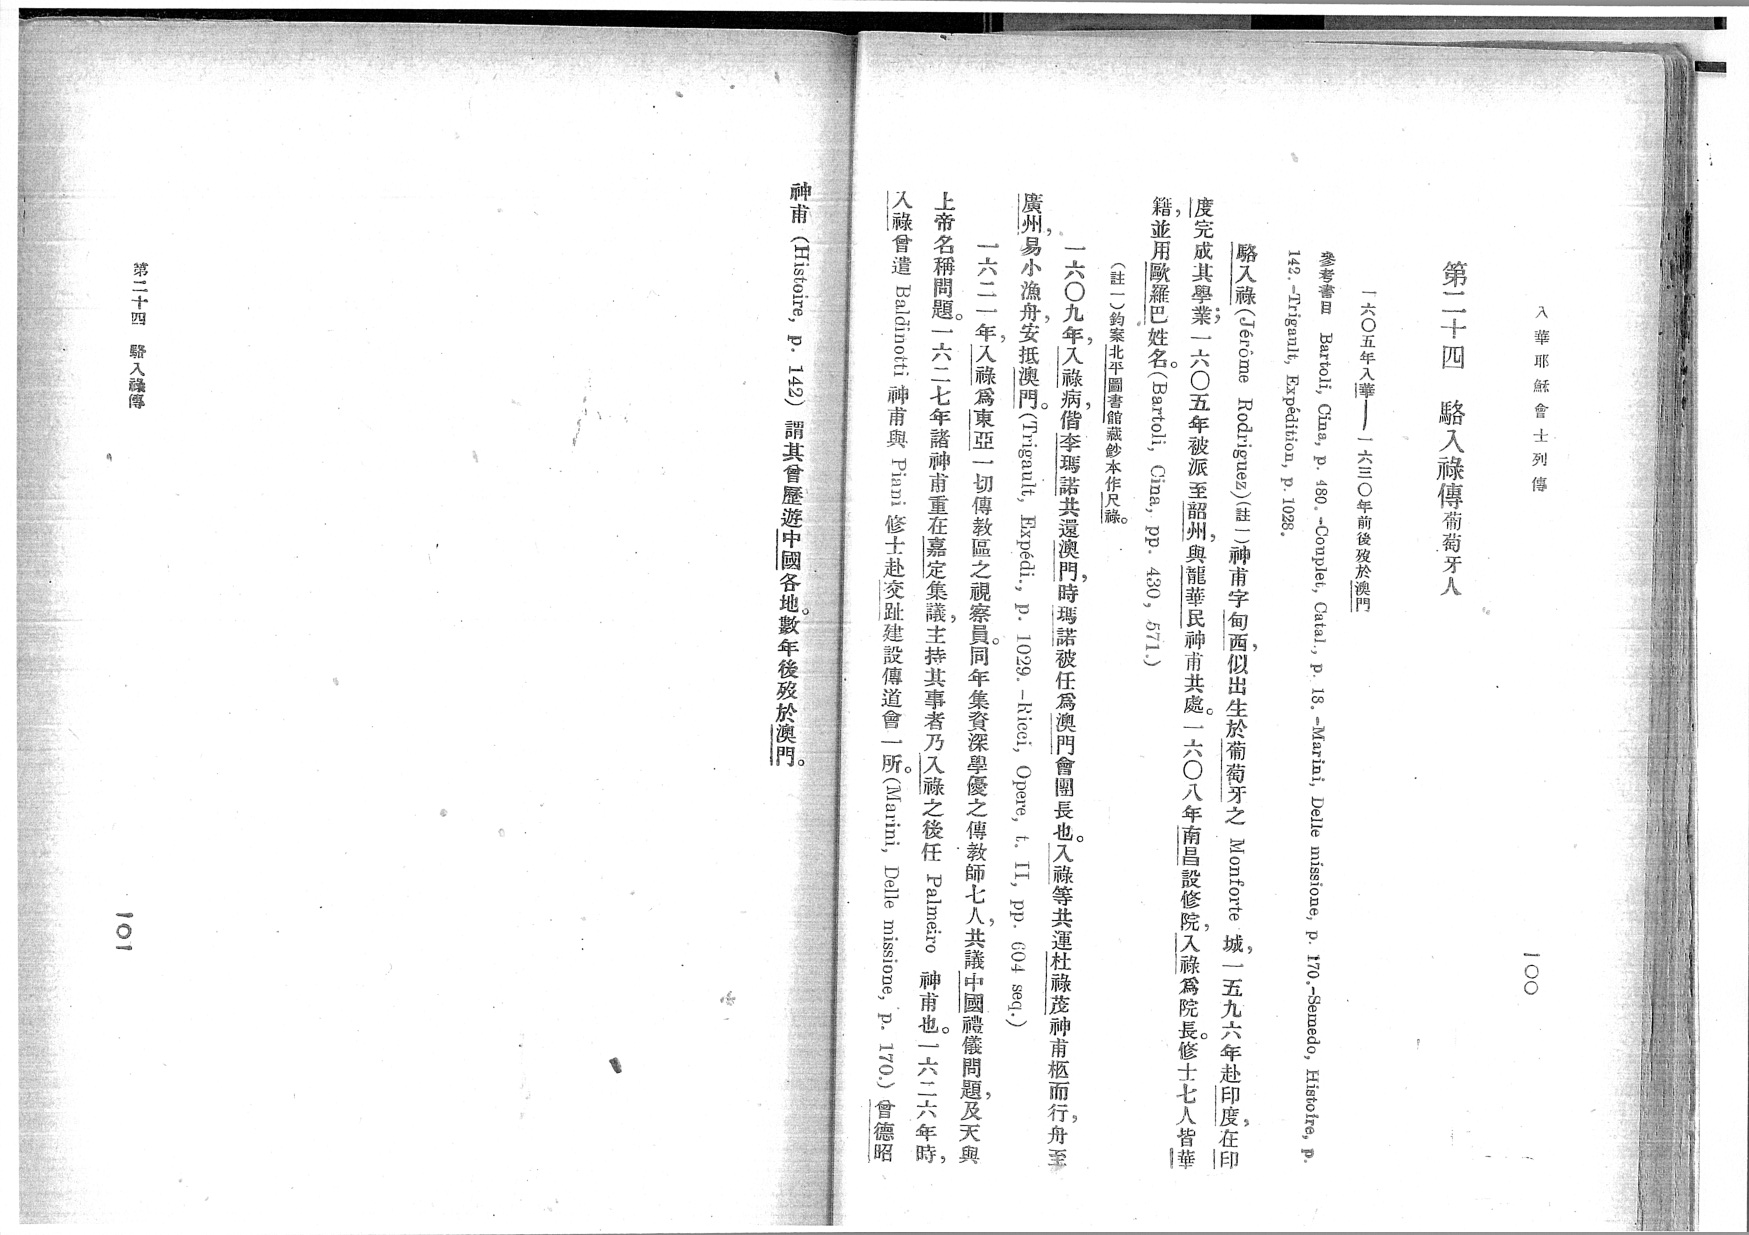 入華耶穌會士列傳
一〇〇
第二十四　駱入祿傳 葡萄牙人
一六〇五年入華——一六三〇年前後歿於澳門
參考書目　Bartoli, Cina, p. 480.-Couplet, Catal., p. 18.-Marini, Delle missione, p. 170.-Semedo, Histoire, p.
142.-Trigault, Expédition, p. 1028.
駱入祿(Jérôme Rodriguez)(註一)神甫字甸西,似出生於葡萄牙之 Monforte 城,一五九六年赴印度,在印
度完成其學業;一六〇五年被派至韶州,與龍華民神甫共處。一六〇八年南昌設修院,入祿爲院長。修士七人皆華
籍,並用歐羅巴姓名。(Bartoli, Cina, pp. 430, 571.)
(註一)鈞案北平圖書館藏鈔本作尺祿。
一六〇九年,入祿病,偕李瑪諾共還澳門,時瑪諾被任爲澳門會團長也。入祿等共運杜祿茂神甫柩而行,舟至
廣州,易小漁舟,安抵澳門。(Trigault, Expédi., p. 1029.-Ricci, Opere, t. II, pp. 604 seq.)
一六二一年,入祿爲東亞一切傳教區之視察員。同年集資深學優之傳教師七人,共議中國禮儀問題,及天與
上帝名稱問題。一六二七年諸神甫重在嘉定集議,主持其事者乃入祿之後任 Palmeiro 神甫也。一六二六年時,
入祿曾遣 Baldinotti 神甫與 Piani 修士赴交趾建設傳道會一所。(Marini, Delle missione, p. 170.) 曾德昭
神甫 (Histoire, p. 142) 謂其曾歷遊中國各地。數年後歿於澳門。
第二十四　駱入祿傳
一〇一